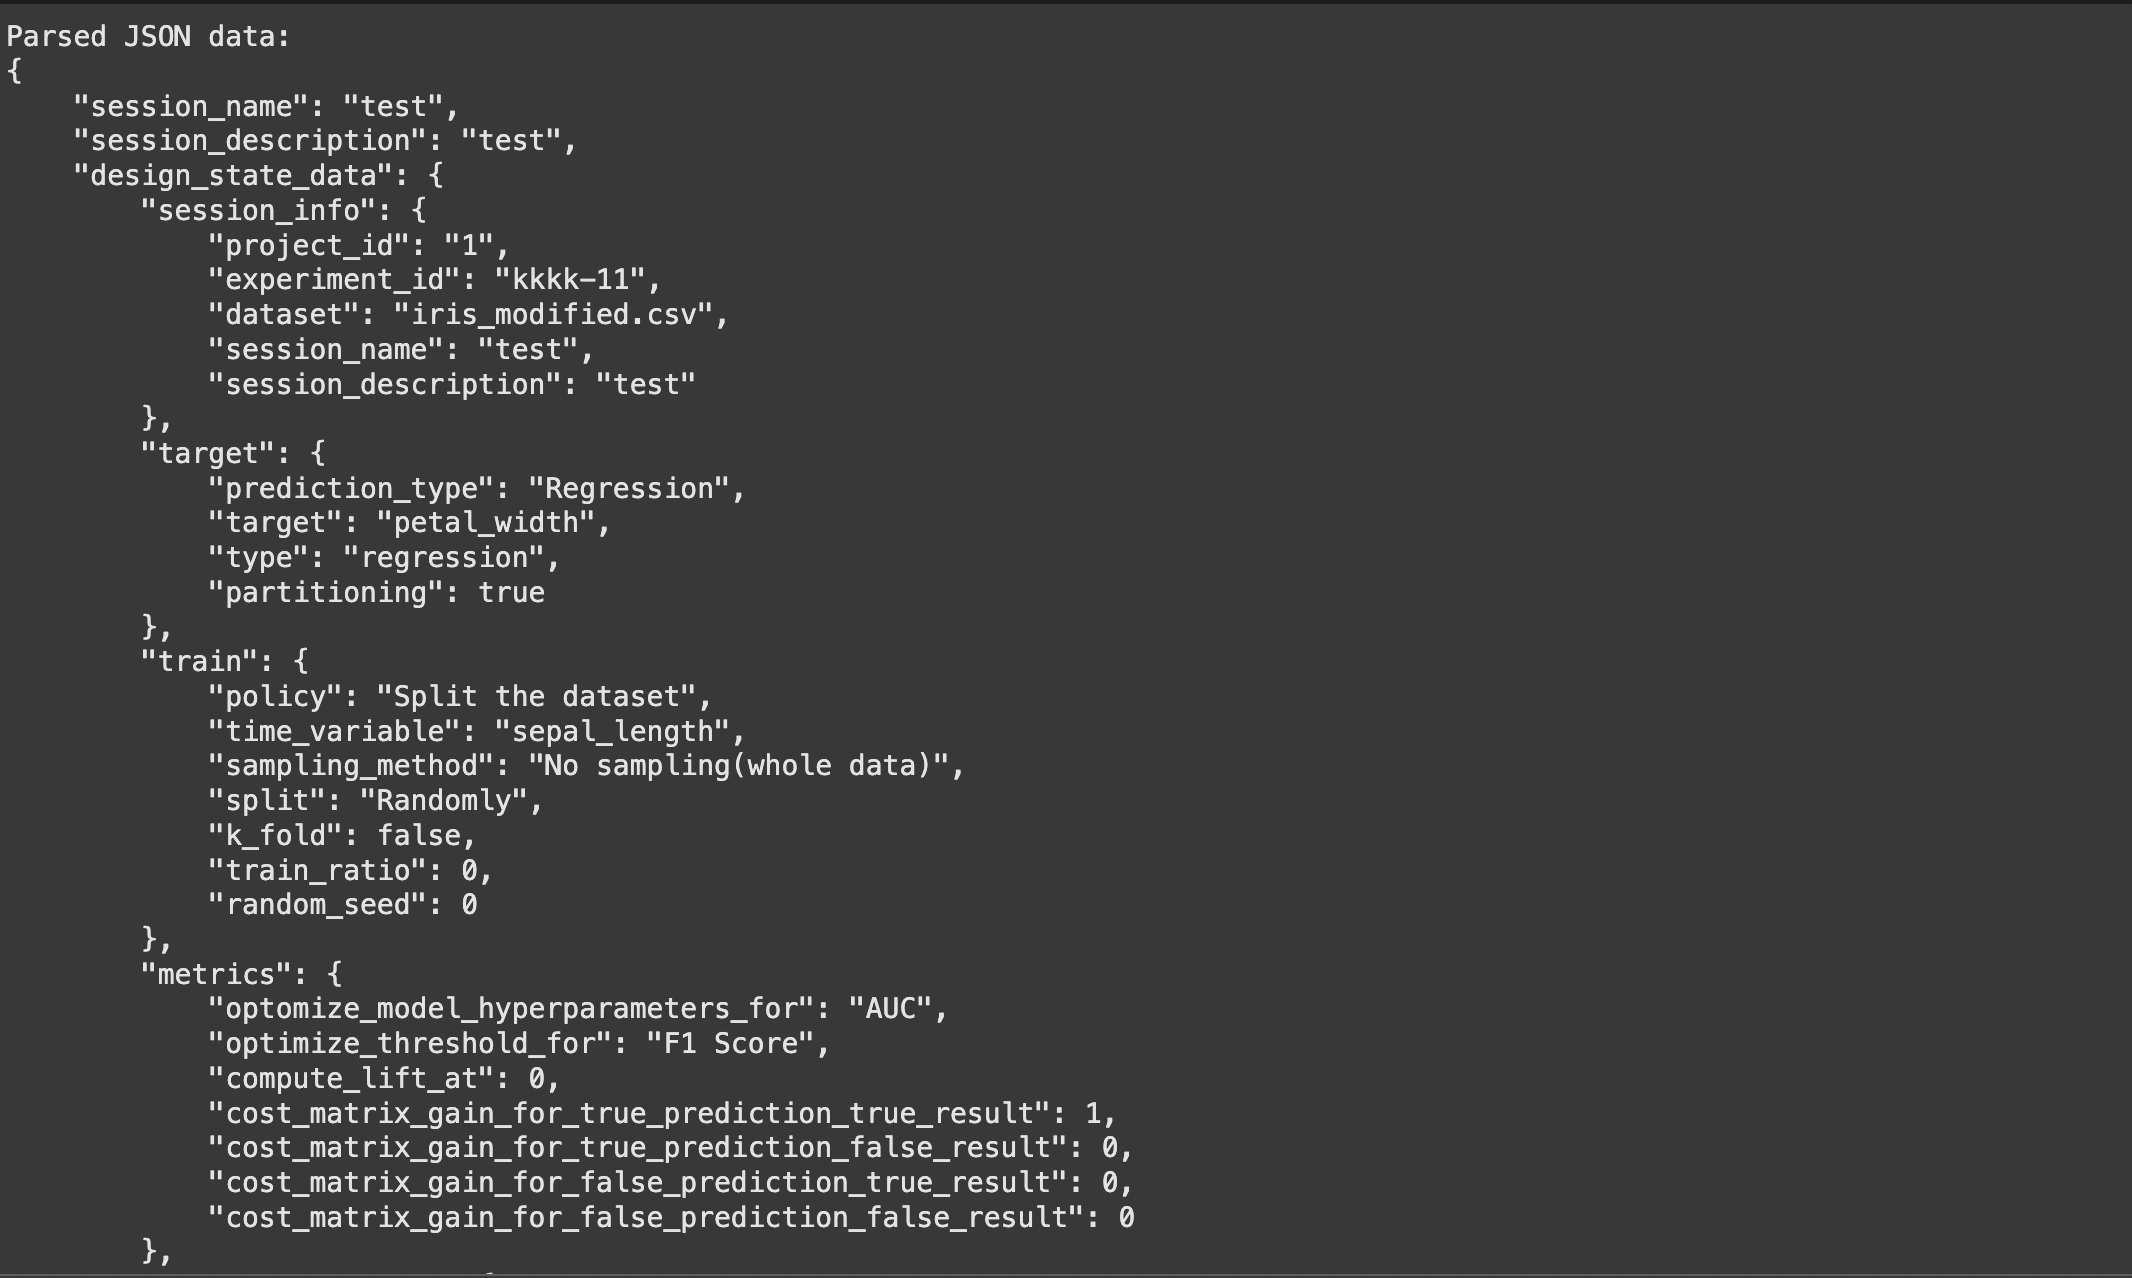 Parsed JSON data:
{
    "session_name": "test",
    "session_description": "test",
    "design_state_data": {
        "session_info": {
            "project_id": "1",
            "experiment_id": "kkkk-11",
            "dataset": "iris_modified.csv",
            "session_name": "test",
            "session_description": "test"
        },
        "target": {
            "prediction_type": "Regression",
            "target": "petal_width",
            "type": "regression",
            "partitioning": true
        },
        "train": {
            "policy": "Split the dataset",
            "time_variable": "sepal_length",
            "sampling_method": "No sampling(whole data)",
            "split": "Randomly",
            "k_fold": false,
            "train_ratio": 0,
            "random_seed": 0
        },
        "metrics": {
            "optomize_model_hyperparameters_for": "AUC",
            "optimize_threshold_for": "F1 Score",
            "compute_lift_at": 0,
            "cost_matrix_gain_for_true_prediction_true_result": 1,
            "cost_matrix_gain_for_true_prediction_false_result": 0,
            "cost_matrix_gain_for_false_prediction_true_result": 0,
            "cost_matrix_gain_for_false_prediction_false_result": 0
        },